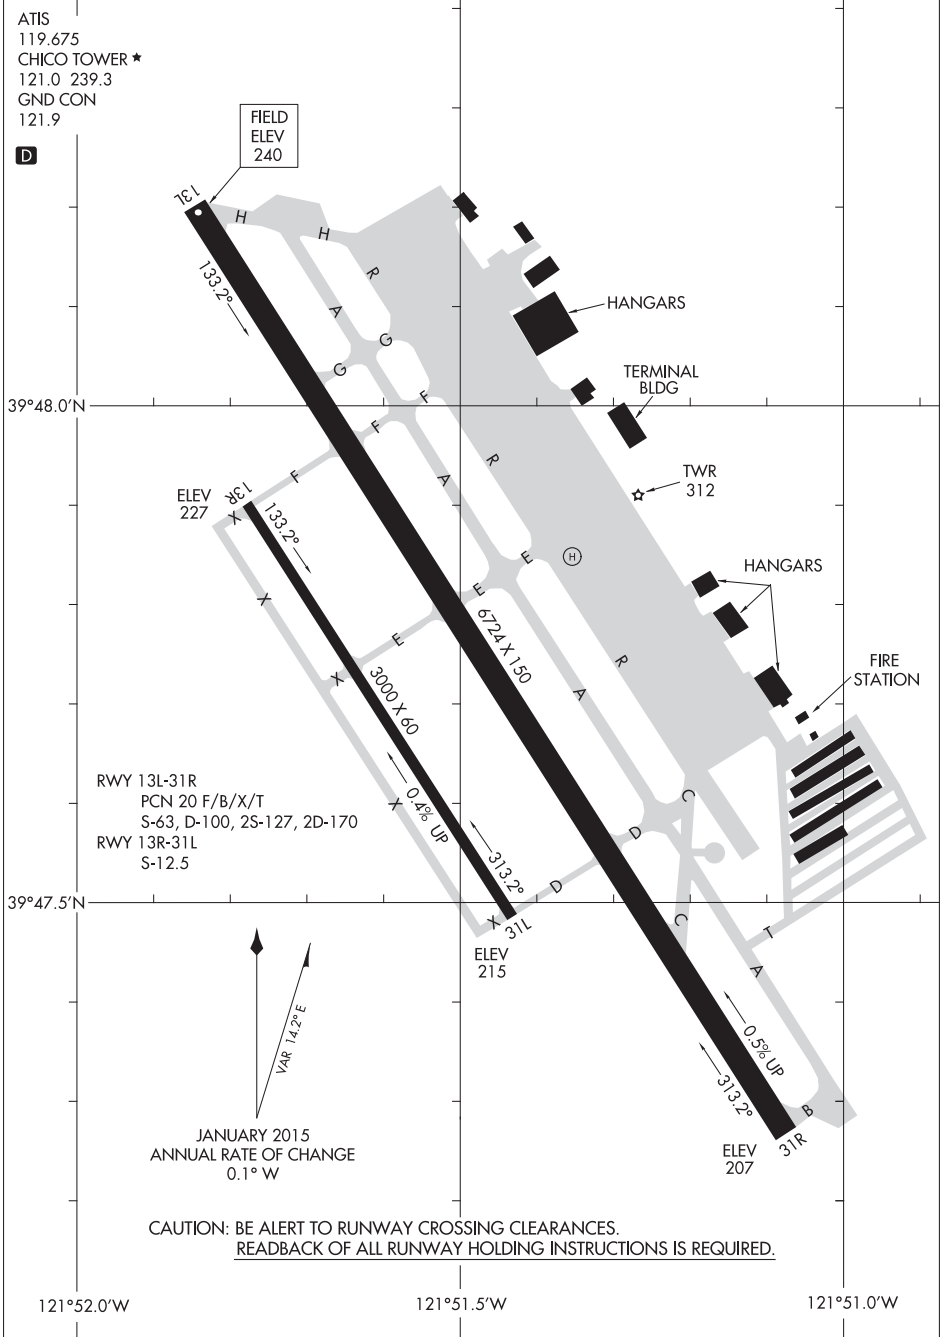 ATIS
119.675
CHICO TOWER ★
121.0 239.3
GND CON
121.9
D
FIELD
ELEV
240
13L
H
H
R
133.2°
A
G
G
HANGARS
TERMINAL
BLDG
39°48.0'N
F
F
F
R
A
TWR
312
ELEV
227
13R
X
133.2°
E
H
HANGARS
X
E
E
6724 X 150
R
FIRE
STATION
X
3000 X 60
A
RWY 13L-31R
PCN 20 F/B/X/T
S-63, D-100, 2S-127, 2D-170
RWY 13R-31L
S-12.5
X
0.4% UP
C
D
313.2°
D
39°47.5'N
X
31L
C
T
ELEV
215
A
VAR 14.2° E
0.5% UP
313.2°
B
31R
ELEV
207
JANUARY 2015
ANNUAL RATE OF CHANGE
0.1° W
CAUTION: BE ALERT TO RUNWAY CROSSING CLEARANCES.
READBACK OF ALL RUNWAY HOLDING INSTRUCTIONS IS REQUIRED.
121°52.0'W
121°51.5'W
121°51.0'W